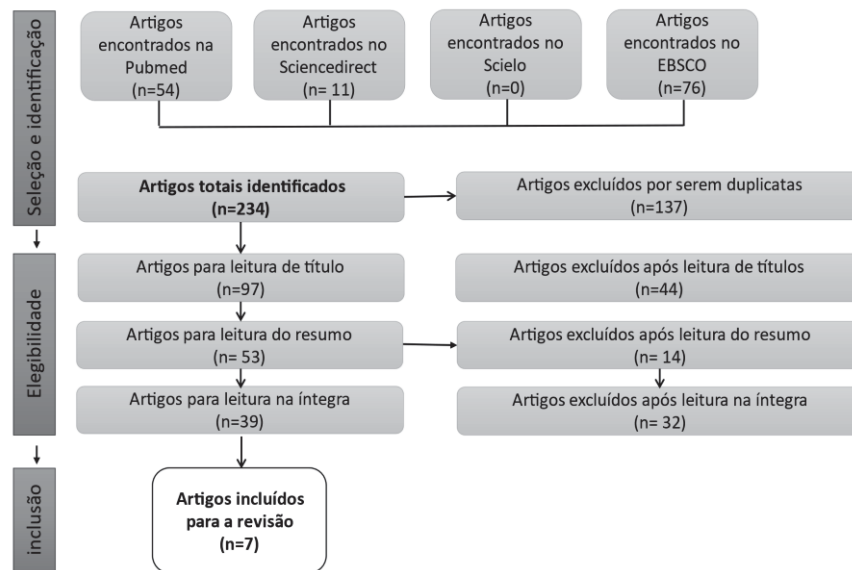 Seleção e identificação
Artigos
encontrados na
Pubmed
(n=54)
Artigos
encontrados no
Sciencedirect
(n= 11)
Artigos
encontrados no
Scielo
(n=0)
Artigos
encontrados no
EBSCO
(n=76)
Artigos totais identificados
(n=234)
Artigos excluídos por serem duplicatas
(n=137)
Elegibilidade
Artigos para leitura de título
(n=97)
Artigos excluídos após leitura de títulos
(n=44)
Artigos para leitura do resumo
(n= 53)
Artigos excluídos após leitura do resumo
(n= 14)
Artigos para leitura na íntegra
(n=39)
Artigos excluídos após leitura na íntegra
(n= 32)
inclusão
Artigos incluídos
para a revisão
(n=7)